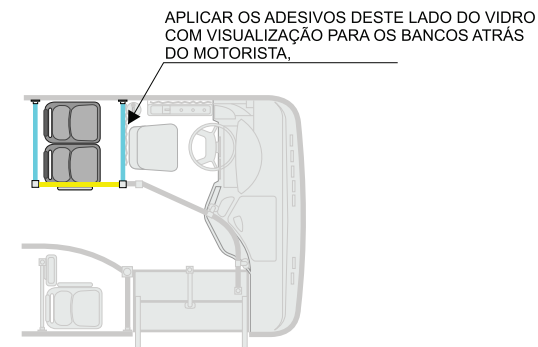 APLICAR OS ADESIVOS DESTE LADO DO VIDRO
COM VISUALIZAÇÃO PARA OS BANCOS ATRÁS
DO MOTORISTA,